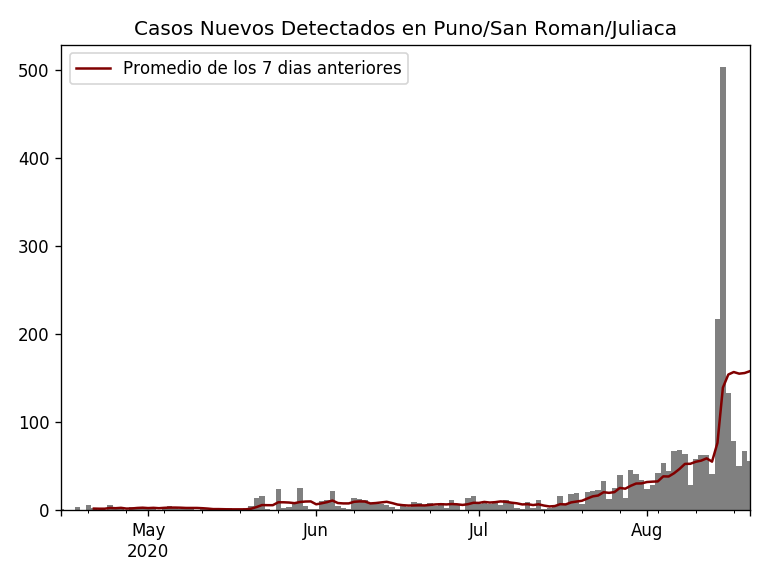 Casos Nuevos Detectados en Puno/San Roman/Juliaca
Promedio de los 7 dias anteriores
500
400
300
200
100
0
May
2020
Jun
Jul
Aug